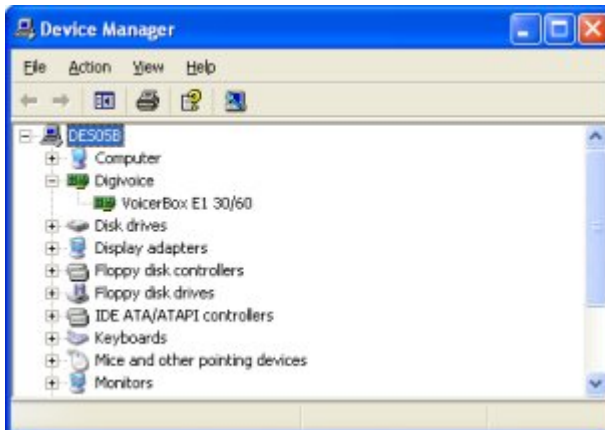 Device Manager
File Action View Help
DES05B
Computer
Digivoice
VoicerBox E1 30/60
Disk drives
Display adapters
Floppy disk controllers
Floppy disk drives
IDE ATA/ATAPI controllers
Keyboards
Mice and other pointing devices
Monitors